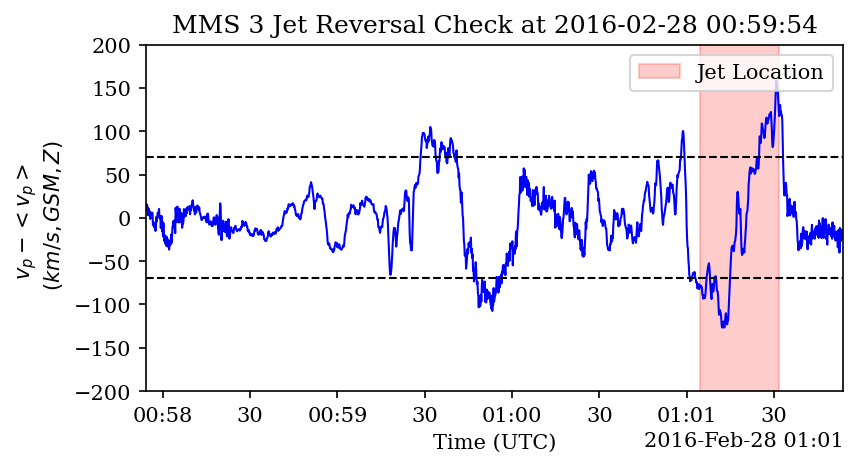 MMS 3 Jet Reversal Check at 2016-02-28 00:59:54
Jet Location
v_p − <v_p>
(km/s, GSM, Z)
200
150
100
50
0
−50
−100
−150
−200
00:58 30 00:59 30 01:00 30 01:01 30
Time (UTC)
2016-Feb-28 01:01